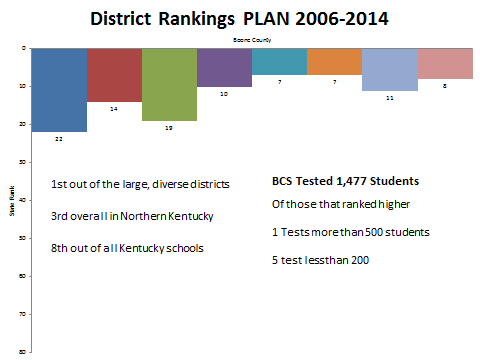 District Rankings PLAN 2006-2014
Boone County
0
10
20
30
40
50
60
70
80
State Rank
22
14
19
10
7
7
11
8
1st out of the large, diverse districts
3rd overall in Northern Kentucky
8th out of all Kentucky schools
BCS Tested 1,477 Students
Of those that ranked higher
1 Tests more than 500 students
5 test lessthan 200